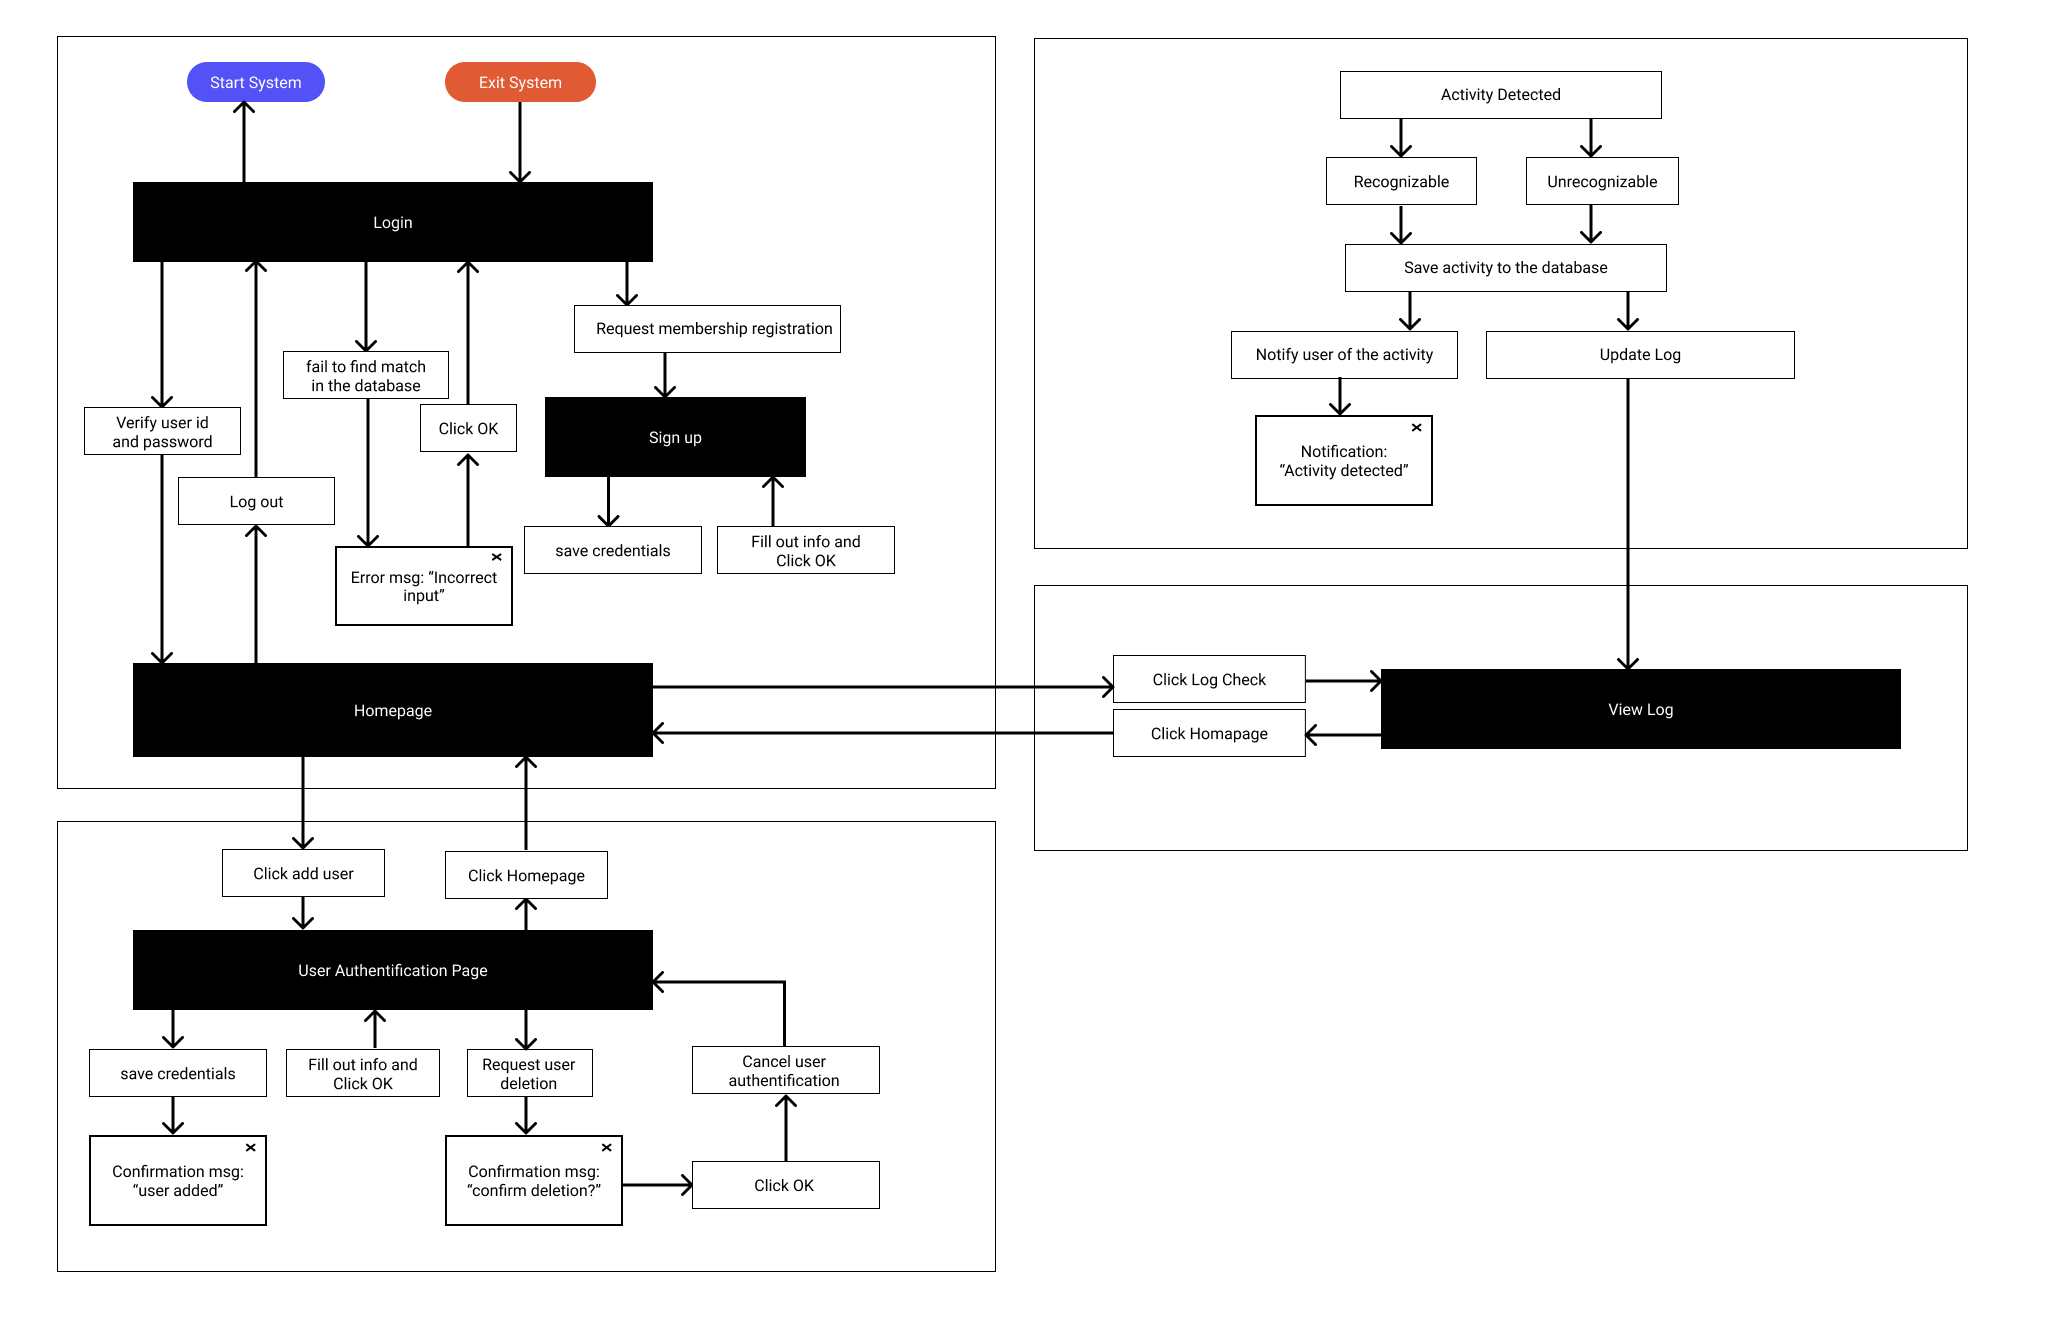 Start System
Exit System
Login
Request membership registration
fail to find match
in the database
Verify user id
and password
Click OK
Sign up
Log out
save credentials
Fill out info and
Click OK
Error msg: “Incorrect
input”
Homepage
Activity Detected
Recognizable
Unrecognizable
Save activity to the database
Notify user of the activity
Update Log
Notification:
“Activity detected”
Click Log Check
Click Homapage
View Log
Click add user
Click Homepage
User Authentification Page
save credentials
Fill out info and
Click OK
Request user
deletion
Cancel user
authentification
Confirmation msg:
“user added”
Confirmation msg:
“confirm deletion?”
Click OK